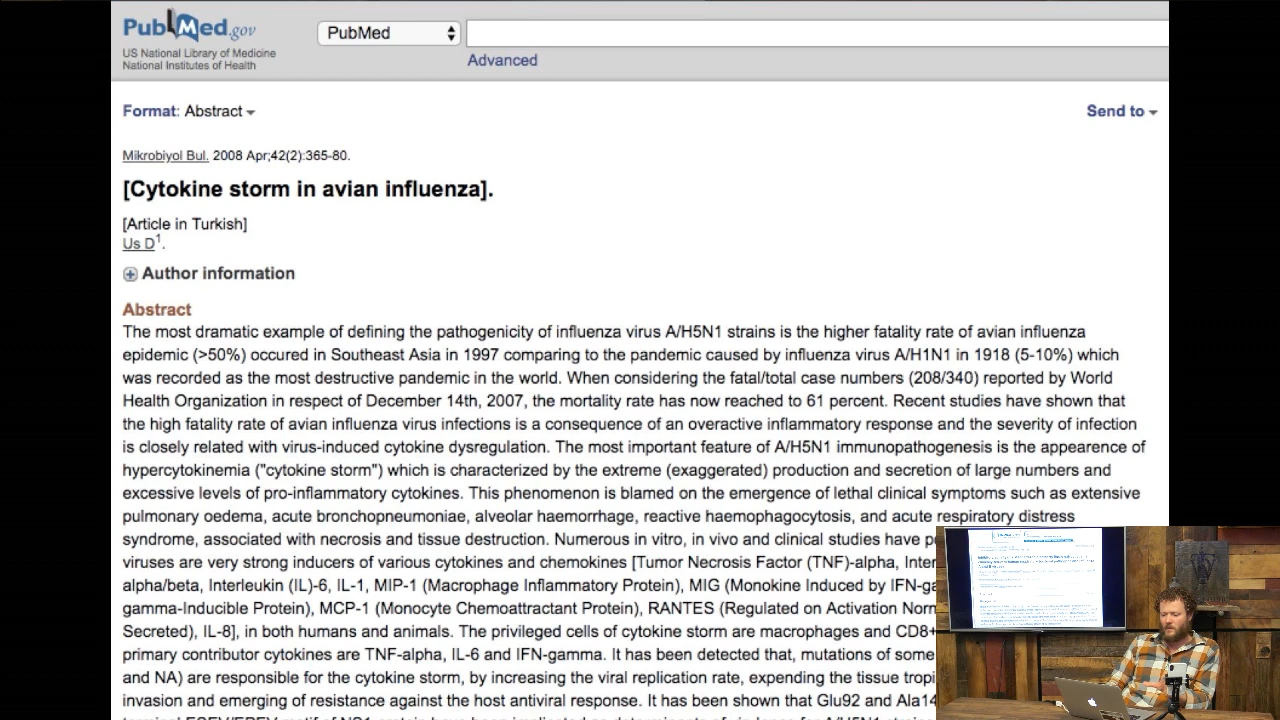 PubMed.gov
US National Library of Medicine
National Institutes of Health
PubMed
Advanced
Format: Abstract
Send to
Mikrobiyol Bul. 2008 Apr;42(2):365-80.
[Cytokine storm in avian influenza].
[Article in Turkish]
Us D1.
Author information
Abstract
The most dramatic example of defining the pathogenicity of influenza virus A/H5N1 strains is the higher fatality rate of avian influenza
epidemic (>50%) occured in Southeast Asia in 1997 comparing to the pandemic caused by influenza virus A/H1N1 in 1918 (5-10%) which
was recorded as the most destructive pandemic in the world. When considering the fatal/total case numbers (208/340) reported by World
Health Organization in respect of December 14th, 2007, the mortality rate has now reached to 61 percent. Recent studies have shown that
the high fatality rate of avian influenza virus infections is a consequence of an overactive inflammatory response and the severity of infection
is closely related with virus-induced cytokine dysregulation. The most important feature of A/H5N1 immunopathogenesis is the appearence of
hypercytokinemia ("cytokine storm") which is characterized by the extreme (exaggerated) production and secretion of large numbers and
excessive levels of pro-inflammatory cytokines. This phenomenon is blamed on the emergence of lethal clinical symptoms such as extensive
pulmonary oedema, acute bronchopneumoniae, alveolar haemorrhage, reactive haemophagocytosis, and acute respiratory distress
syndrome, associated with necrosis and tissue destruction. Numerous in vitro, in vivo and clinical studies have p
viruses are very strong inducers of various cytokines and chemokines [Tumor Necrosis Factor (TNF)-alpha, Inter
alpha/beta, Interleukin (IL)-6, IL-1, MIP-1 (Macrophage Inflammatory Protein), MIG (Monokine Induced by IFN-ga
gamma-Inducible Protein), MCP-1 (Monocyte Chemoattractant Protein), RANTES (Regulated on Activation Norn
Secreted), IL-8], in both humans and animals. The privileged cells of cytokine storm are macrophages and CD8+
primary contributor cytokines are TNF-alpha, IL-6 and IFN-gamma. It has been detected that, mutations of some
and NA) are responsible for the cytokine storm, by increasing the viral replication rate, expending the tissue tropi
invasion and emerging of resistance against the host antiviral response. It has been shown that Glu92 and Ala14